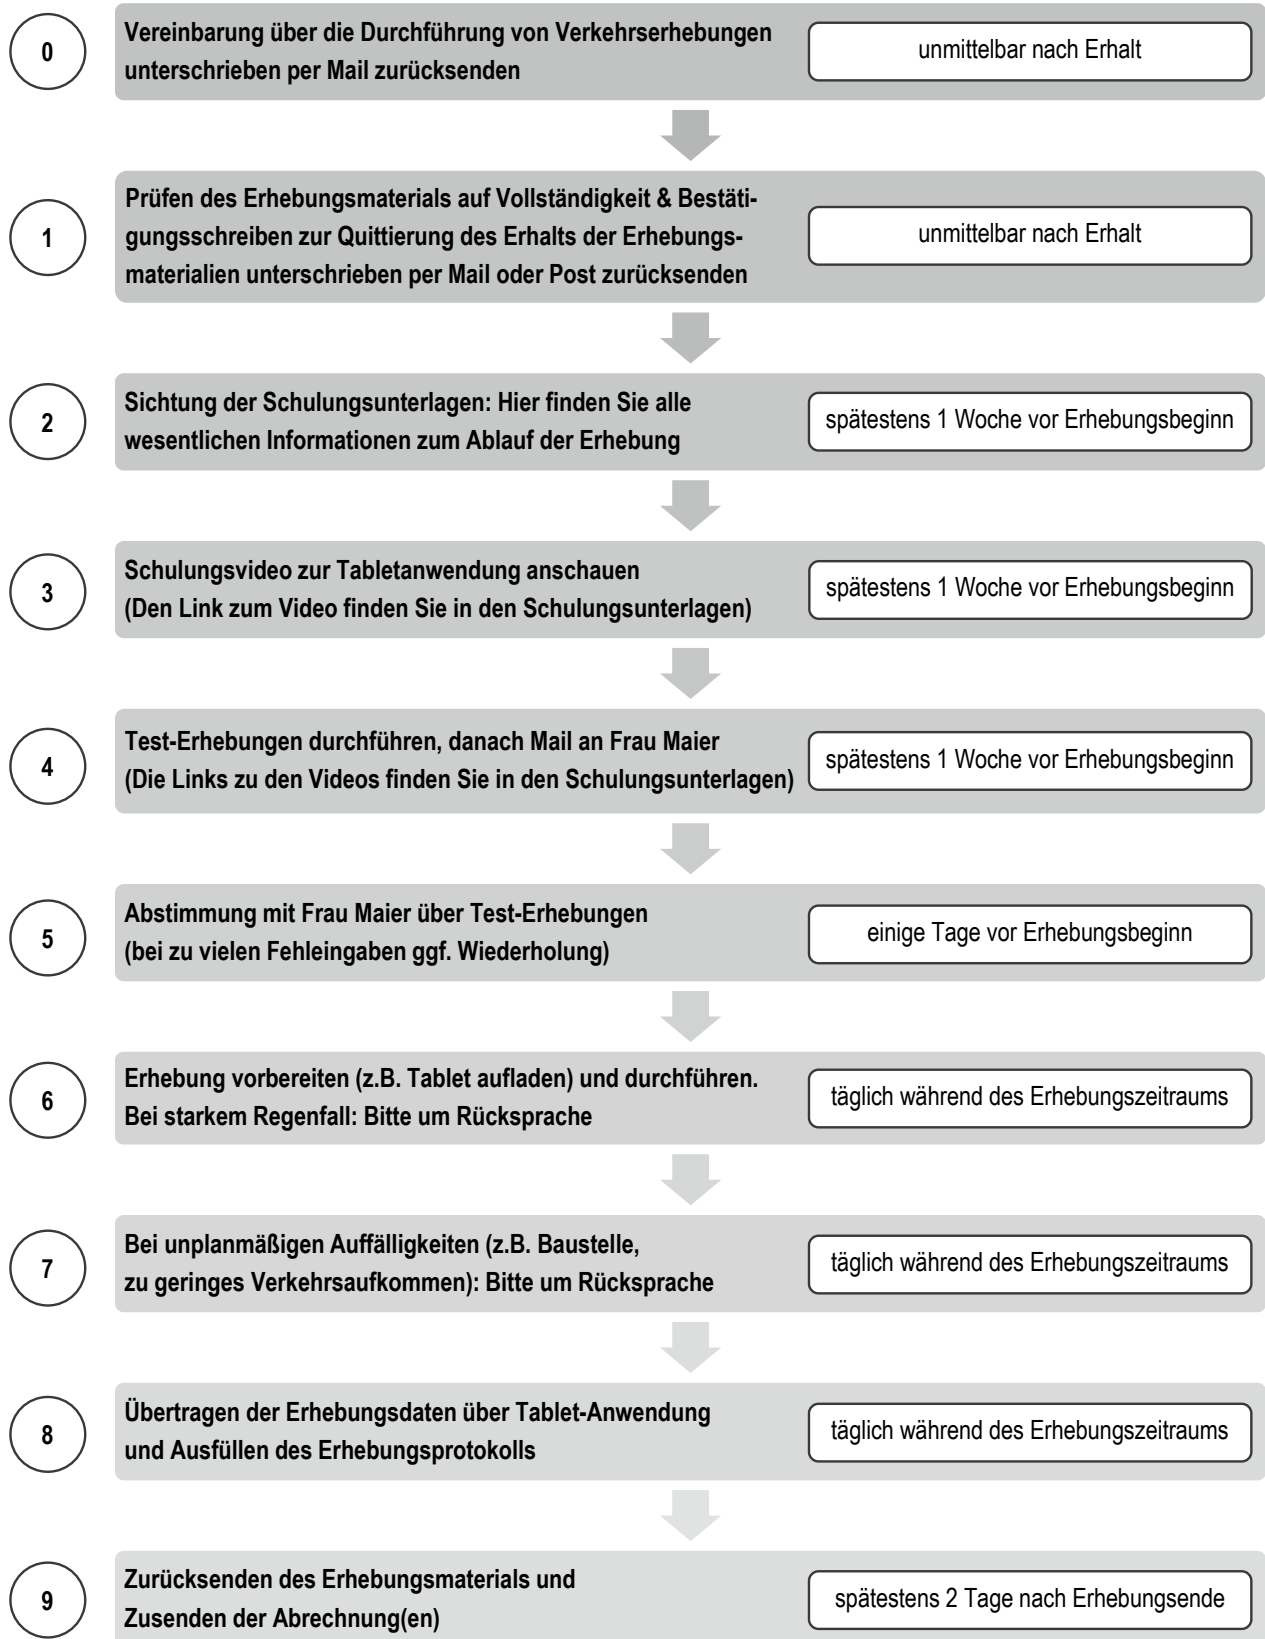 0
Vereinbarung über die Durchführung von Verkehrserhebungen
unterschrieben per Mail zurücksenden
unmittelbar nach Erhalt
1
Prüfen des Erhebungsmaterials auf Vollständigkeit & Bestäti-
gungsschreiben zur Quittierung des Erhalts der Erhebungs-
materialien unterschrieben per Mail oder Post zurücksenden
unmittelbar nach Erhalt
2
Sichtung der Schulungsunterlagen: Hier finden Sie alle
wesentlichen Informationen zum Ablauf der Erhebung
spätestens 1 Woche vor Erhebungsbeginn
3
Schulungsvideo zur Tabletanwendung anschauen
(Den Link zum Video finden Sie in den Schulungsunterlagen)
spätestens 1 Woche vor Erhebungsbeginn
4
Test-Erhebungen durchführen, danach Mail an Frau Maier
(Die Links zu den Videos finden Sie in den Schulungsunterlagen)
spätestens 1 Woche vor Erhebungsbeginn
5
Abstimmung mit Frau Maier über Test-Erhebungen
(bei zu vielen Fehleingaben ggf. Wiederholung)
einige Tage vor Erhebungsbeginn
6
Erhebung vorbereiten (z.B. Tablet aufladen) und durchführen.
Bei starkem Regenfall: Bitte um Rücksprache
täglich während des Erhebungszeitraums
7
Bei unplanmäßigen Auffälligkeiten (z.B. Baustelle,
zu geringes Verkehrsaufkommen): Bitte um Rücksprache
täglich während des Erhebungszeitraums
8
Übertragen der Erhebungsdaten über Tablet-Anwendung
und Ausfüllen des Erhebungsprotokolls
täglich während des Erhebungszeitraums
9
Zurücksenden des Erhebungsmaterials und
Zusenden der Abrechnung(en)
spätestens 2 Tage nach Erhebungsende